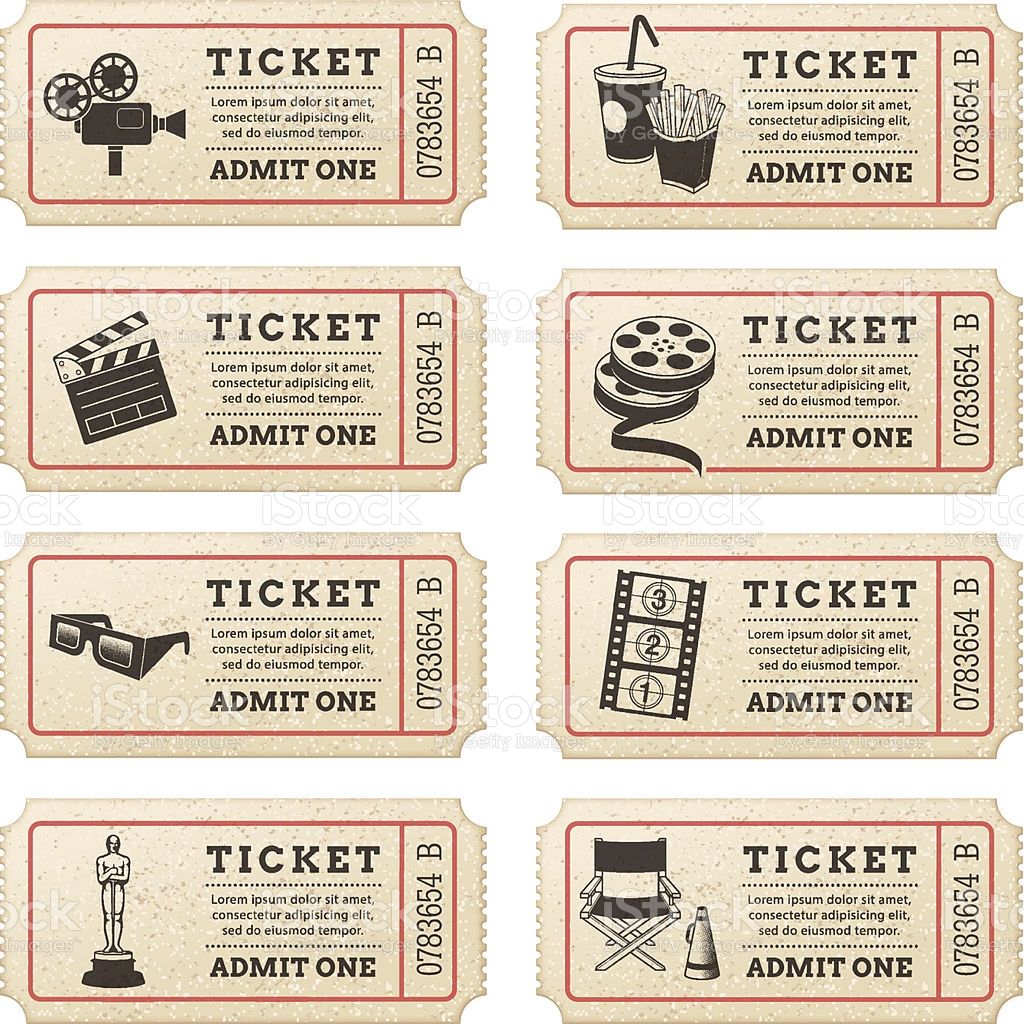 TICKET
Lorem ipsum dolor sit amet,
consectetur adipisicing elit,
sed do eiusmod tempor.
ADMIT ONE
0783654 B
TICKET
Lorem ipsum dolor sit amet,
consectetur adipisicing elit,
sed do eiusmod tempor.
ADMIT ONE
0783654 B
TICKET
Lorem ipsum dolor sit amet,
consectetur adipisicing elit,
sed do eiusmod tempor.
ADMIT ONE
0783654 B
TICKET
Lorem ipsum dolor sit amet,
consectetur adipisicing elit,
sed do eiusmod tempor.
ADMIT ONE
0783654 B
TICKET
Lorem ipsum dolor sit amet,
consectetur adipisicing elit,
sed do eiusmod tempor.
ADMIT ONE
0783654 B
3
2
1
TICKET
Lorem ipsum dolor sit amet,
consectetur adipisicing elit,
sed do eiusmod tempor.
ADMIT ONE
0783654 B
TICKET
Lorem ipsum dolor sit amet,
consectetur adipisicing elit,
sed do eiusmod tempor.
ADMIT ONE
0783654 B
TICKET
Lorem ipsum dolor sit amet,
consectetur adipisicing elit,
sed do eiusmod tempor.
ADMIT ONE
0783654 B
iStock
by Getty Images™